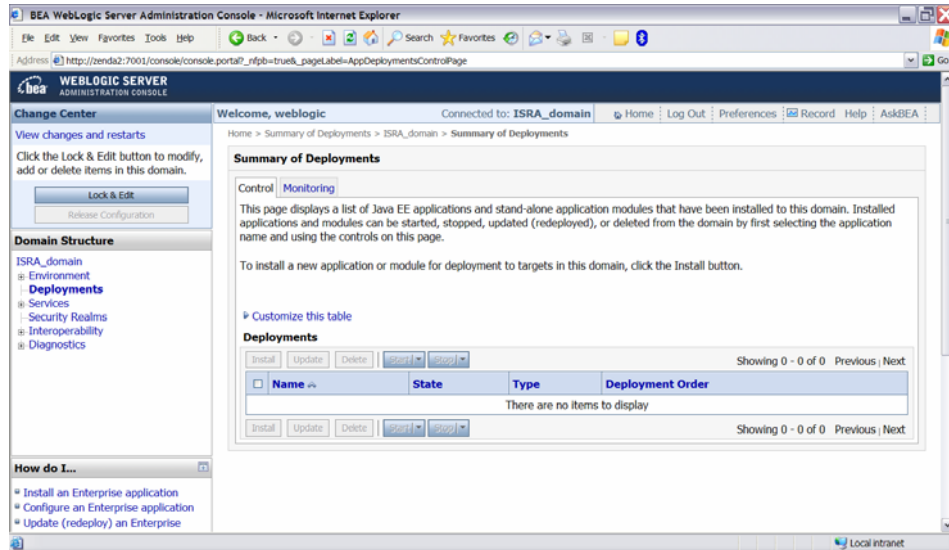 BEA WebLogic Server Administration Console - Microsoft Internet Explorer
File Edit View Favorites Tools Help
Back Search Favorites
Address http://zenda2:7001/console/console.portal?_nfpb=true&_pageLabel=AppDeploymentsControlPage Go
bea WEBLOGIC SERVER
ADMINISTRATION CONSOLE
Change Center
View changes and restarts
Click the Lock & Edit button to modify,
add or delete items in this domain.
Lock & Edit
Release Configuration
Domain Structure
ISRA_domain
Environment
Deployments
Services
Security Realms
Interoperability
Diagnostics
How do I...
Install an Enterprise application
Configure an Enterprise application
Update (redeploy) an Enterprise
Welcome, weblogic Connected to: ISRA_domain Home Log Out Preferences Record Help AskBEA
Home > Summary of Deployments > ISRA_domain > Summary of Deployments
Summary of Deployments
Control Monitoring
This page displays a list of Java EE applications and stand-alone application modules that have been installed to this domain. Installed
applications and modules can be started, stopped, updated (redeployed), or deleted from the domain by first selecting the application
name and using the controls on this page.
To install a new application or module for deployment to targets in this domain, click the Install button.
Customize this table
Deployments
Install Update Delete Start Stop Showing 0 - 0 of 0 Previous | Next
Name State Type Deployment Order
There are no items to display
Install Update Delete Start Stop Showing 0 - 0 of 0 Previous | Next
Local intranet